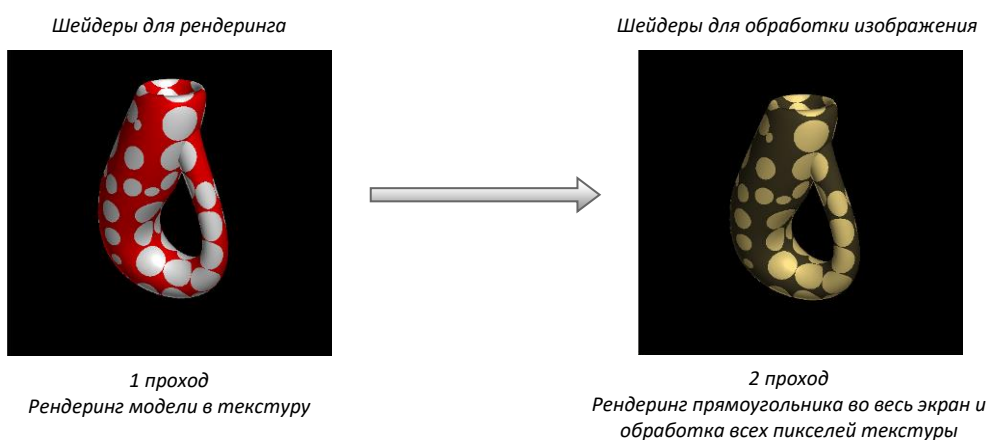 Шейдеры для рендеринга
Шейдеры для обработки изображения
1 проход
Рендеринг модели в текстуру
2 проход
Рендеринг прямоугольника во весь экран и
обработка всех пикселей текстуры